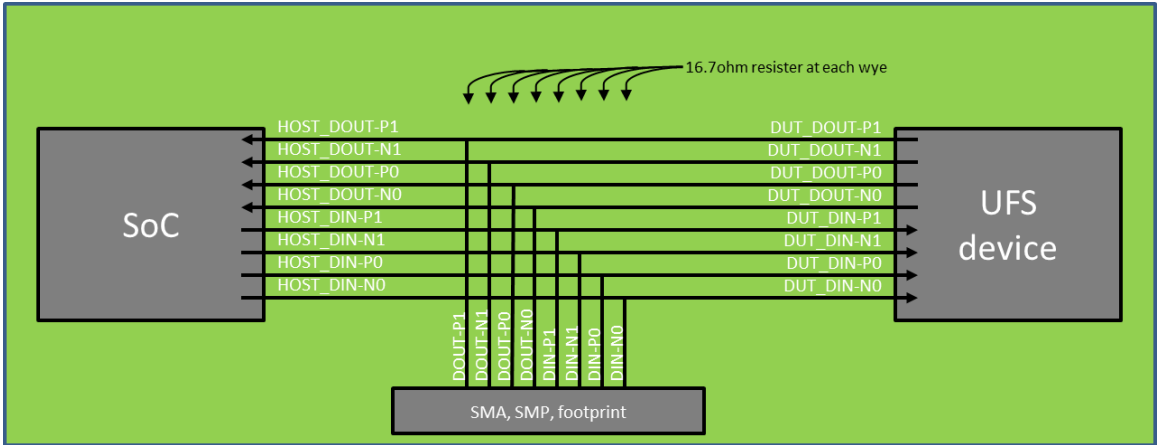 16.7ohm resister at each wye
HOST_DOUT-P1
DUT_DOUT-P1
HOST_DOUT-N1
DUT_DOUT-N1
HOST_DOUT-P0
DUT_DOUT-P0
HOST_DOUT-N0
DUT_DOUT-N0
HOST_DIN-P1
DUT_DIN-P1
HOST_DIN-N1
DUT_DIN-N1
HOST_DIN-P0
DUT_DIN-P0
HOST_DIN-N0
DUT_DIN-N0
SoC
UFS
device
DOUT-P1
DOUT-N1
DOUT-P0
DOUT-N0
DIN-P1
DIN-N1
DIN-P0
DIN-N0
SMA, SMP, footprint